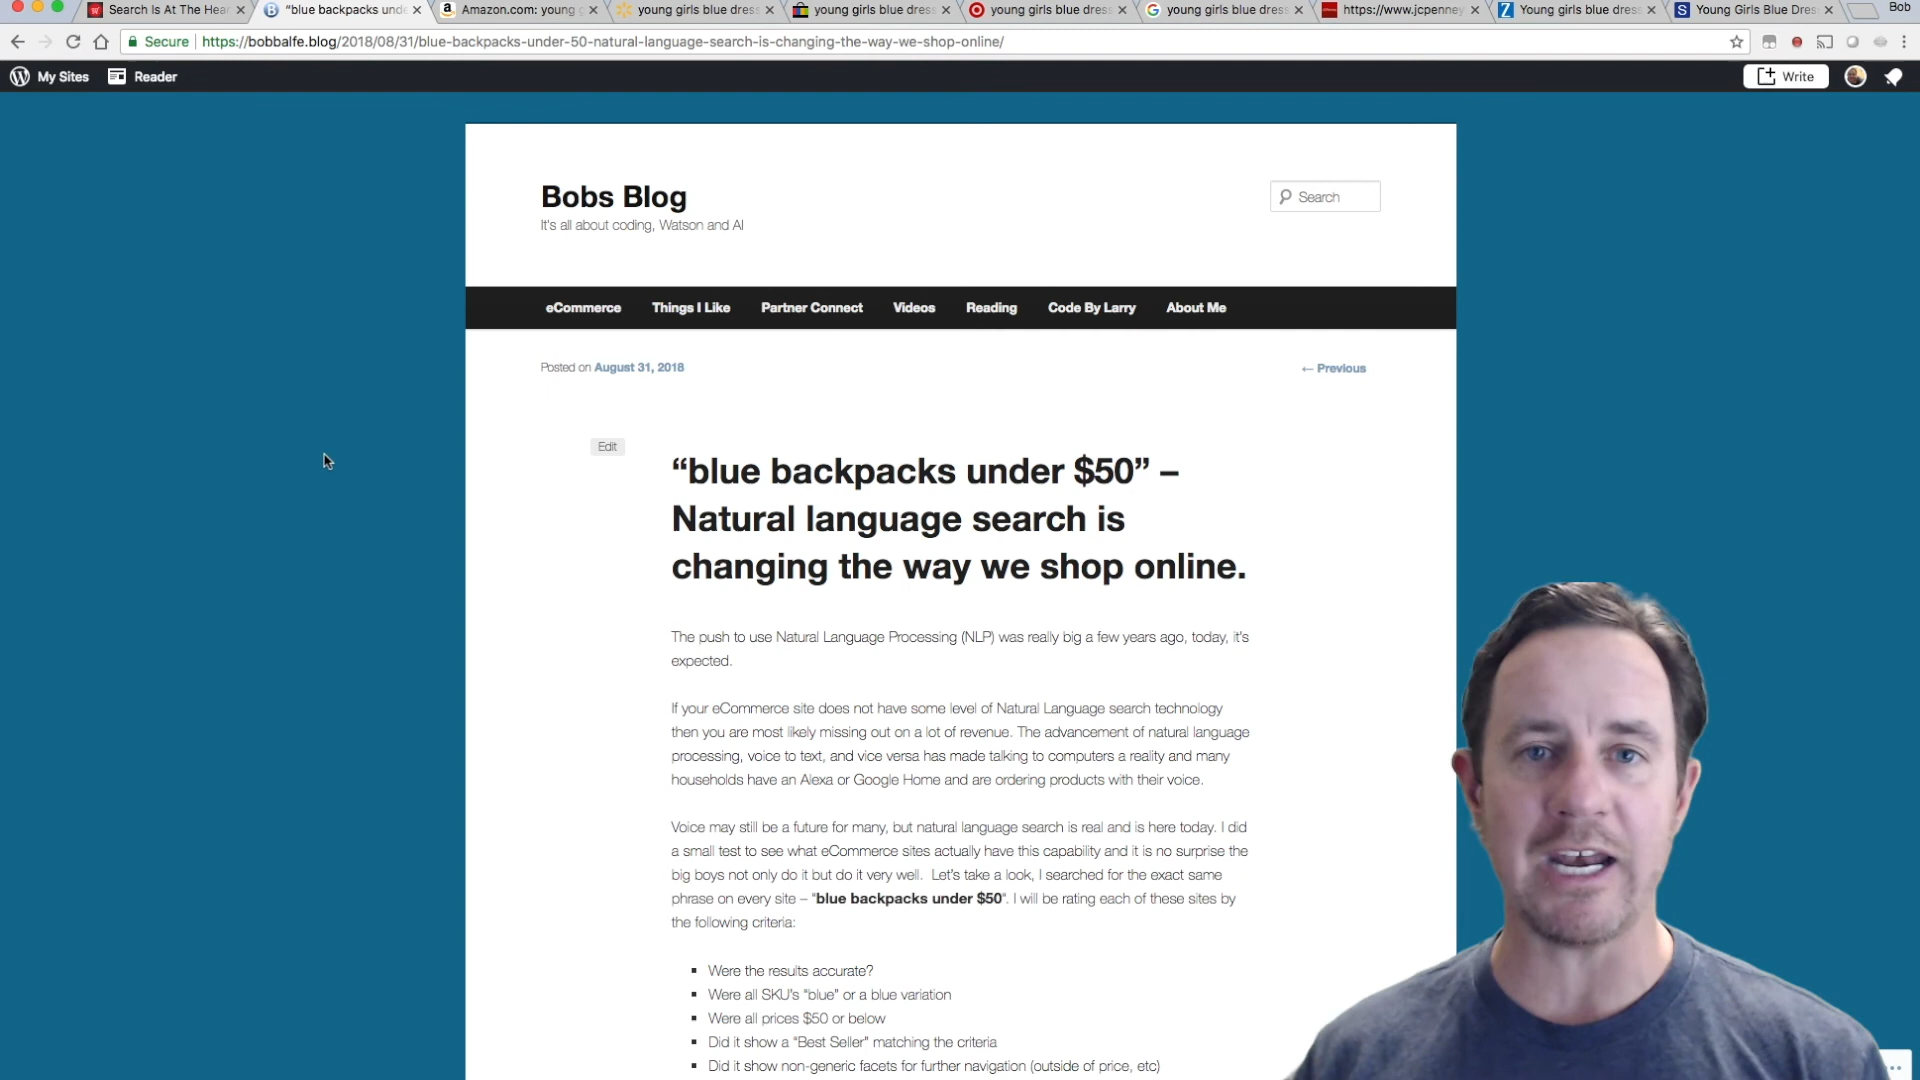 Search Is At The Hear
"blue backpacks unde
Amazon.com: young g
young girls blue dress
young girls blue dress
young girls blue dress
young girls blue dress
https://www.jcpenney
Young girls blue dress
Young Girls Blue Dres
Bob
Secure
https://bobbalfe.blog/2018/08/31/blue-backpacks-under-50-natural-language-search-is-changing-the-way-we-shop-online/
My Sites
Reader
Write
Bobs Blog
Search
It's all about coding, Watson and AI
eCommerce Things I Like Partner Connect Videos Reading Code By Larry About Me
Posted on August 31, 2018
← Previous
Edit
“blue backpacks under $50” –
Natural language search is
changing the way we shop online.
The push to use Natural Language Processing (NLP) was really big a few years ago, today, it's
expected.
If your eCommerce site does not have some level of Natural Language search technology
then you are most likely missing out on a lot of revenue. The advancement of natural language
processing, voice to text, and vice versa has made talking to computers a reality and many
households have an Alexa or Google Home and are ordering products with their voice.
Voice may still be a future for many, but natural language search is real and is here today. I did
a small test to see what eCommerce sites actually have this capability and it is no surprise the
big boys not only do it but do it very well.  Let's take a look, I searched for the exact same
phrase on every site – "blue backpacks under $50". I will be rating each of these sites by
the following criteria:
▪ Were the results accurate?
▪ Were all SKU's "blue" or a blue variation
▪ Were all prices $50 or below
▪ Did it show a "Best Seller" matching the criteria
▪ Did it show non-generic facets for further navigation (outside of price, etc)